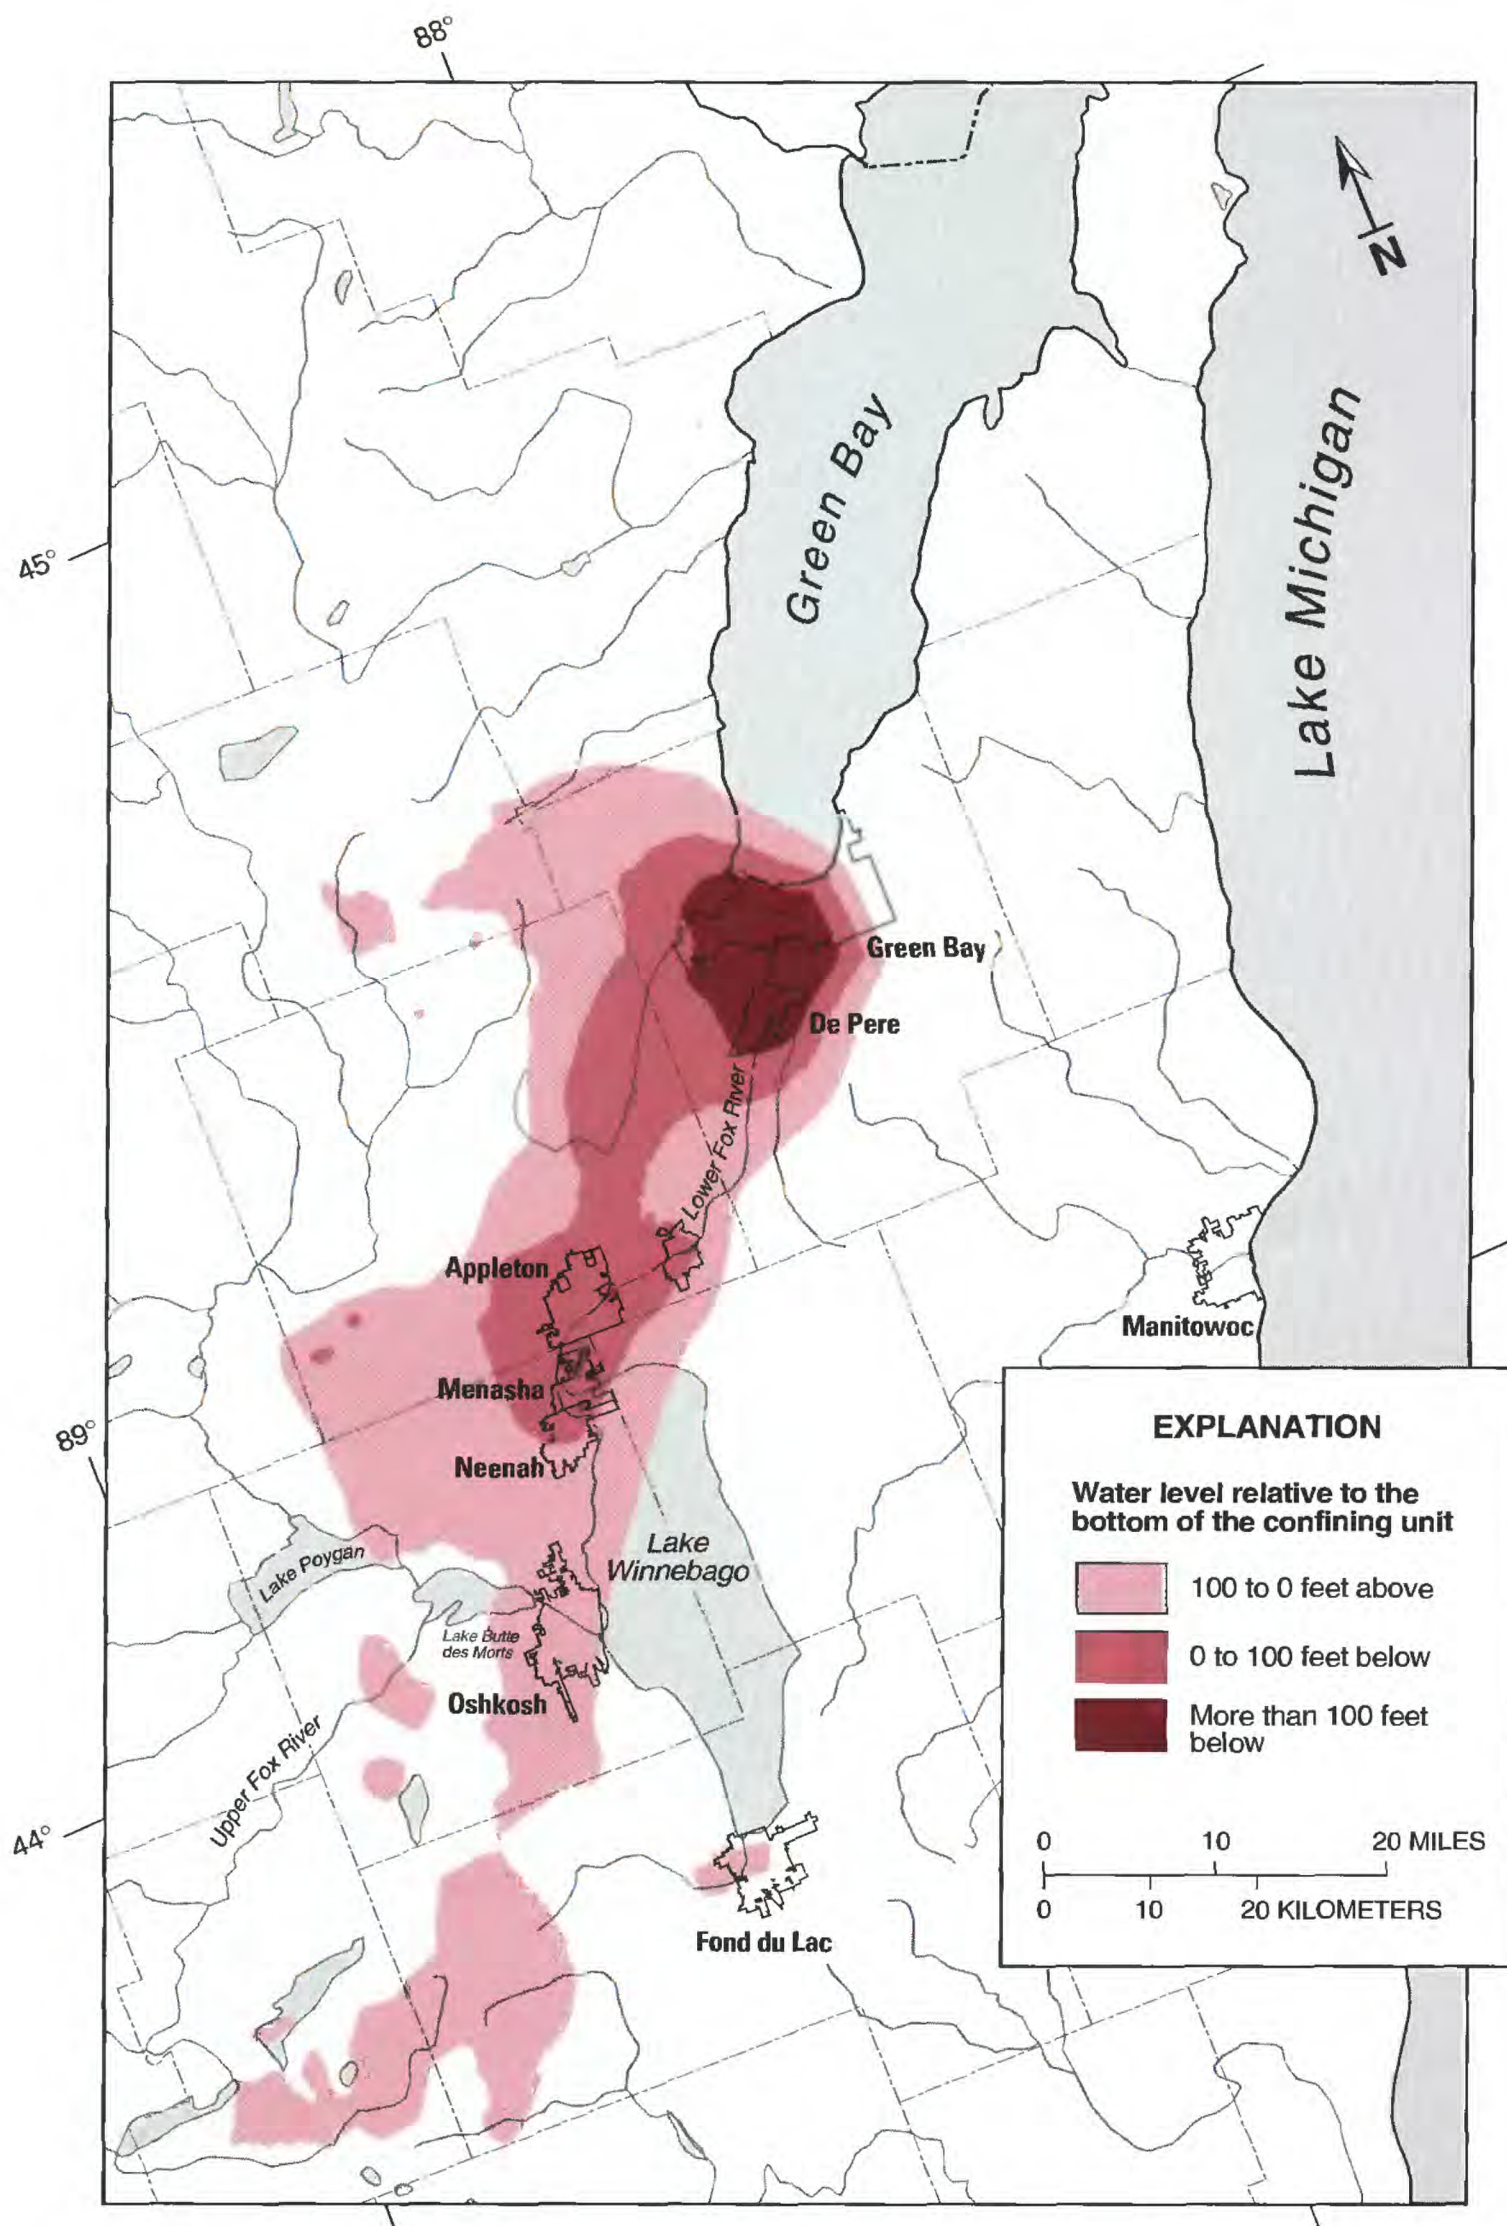 88°
N
45°
Green Bay
Lake Michigan
Green Bay
De Pere
Lower Fox River
Appleton
Manitowoc
Menasha
89°
Neenah
EXPLANATION
Water level relative to the
bottom of the confining unit
100 to 0 feet above
0 to 100 feet below
More than 100 feet
below
0 10 20 MILES
0 10 20 KILOMETERS
Lake
Winnebago
Lake Poygan
Lake Butte
des Morts
Oshkosh
Upper Fox River
44°
Fond du Lac